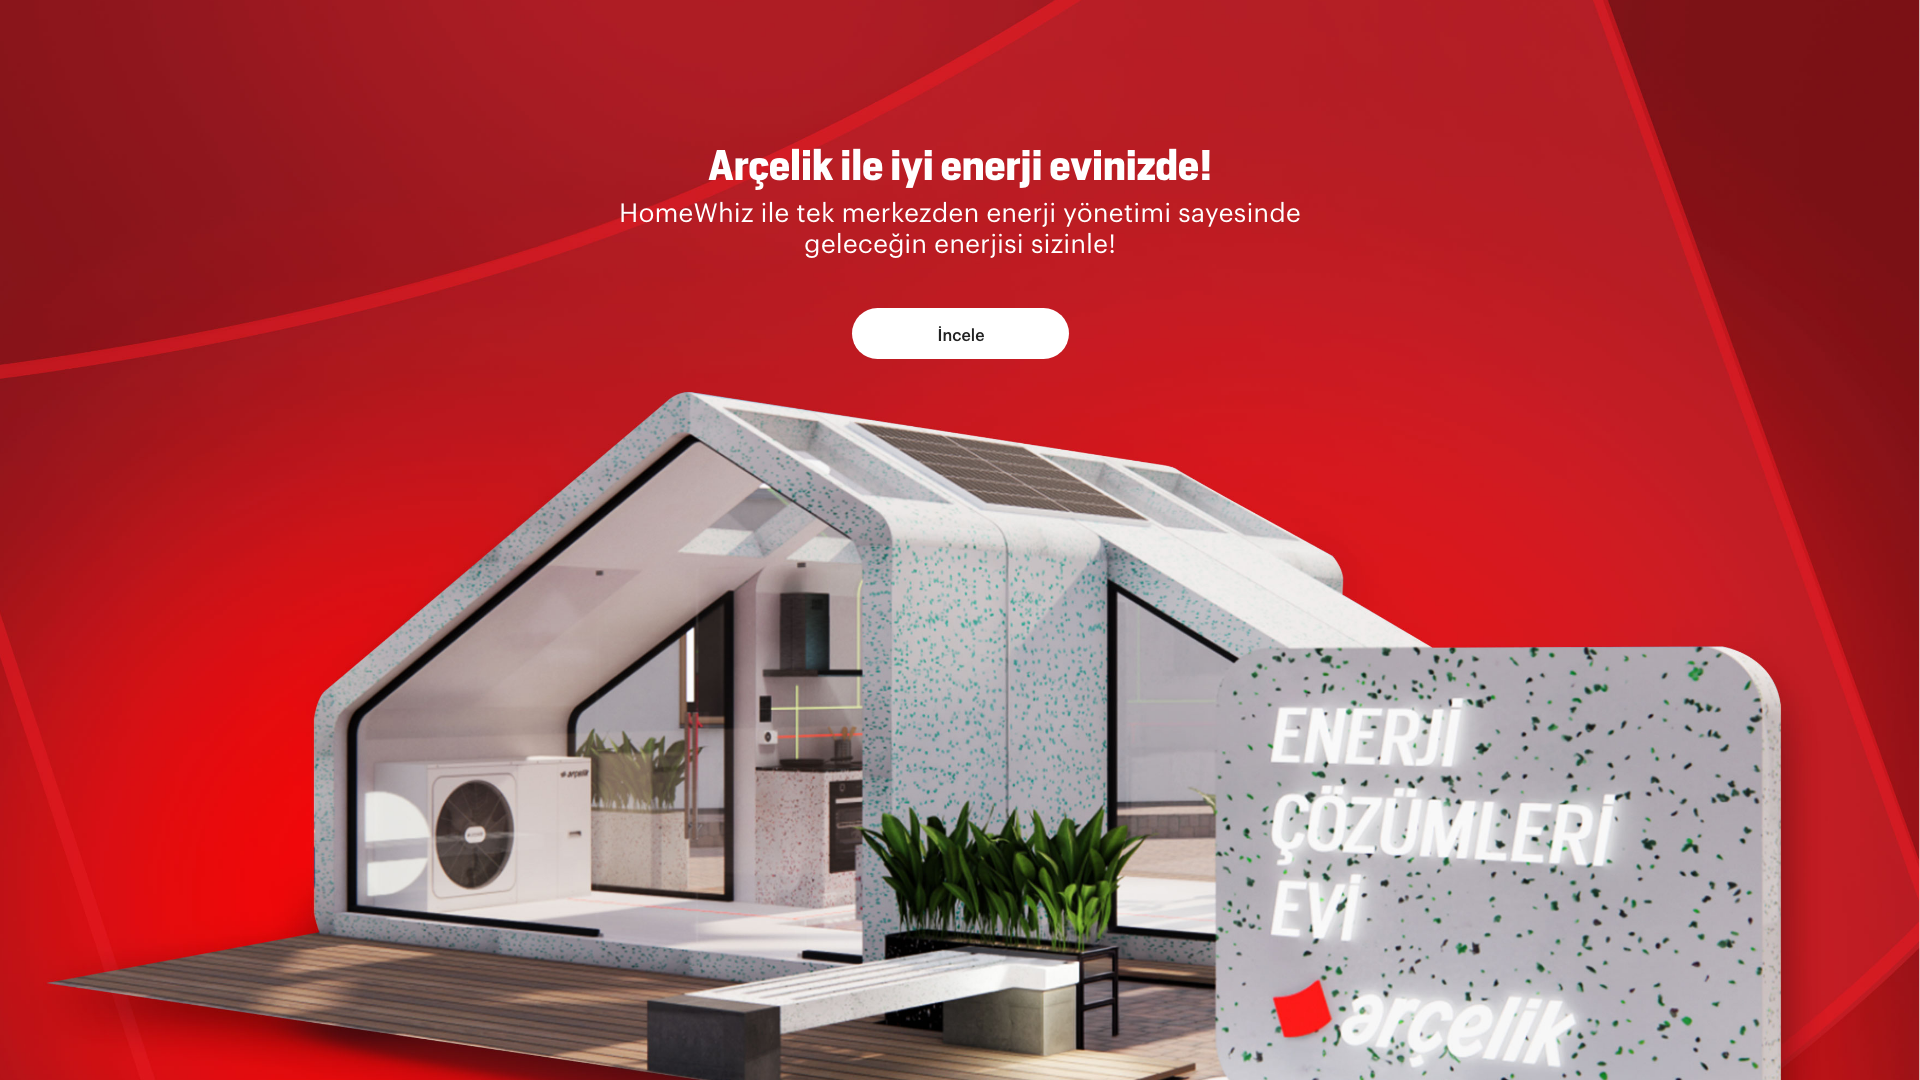 Arçelik ile iyi enerji evinizde!
HomeWhiz ile tek merkezden enerji yönetimi sayesinde
geleceğin enerjisi sizinle!
İncele
arçelik
ENERJİ
ÇÖZÜMLERİ
EVİ
arçelik